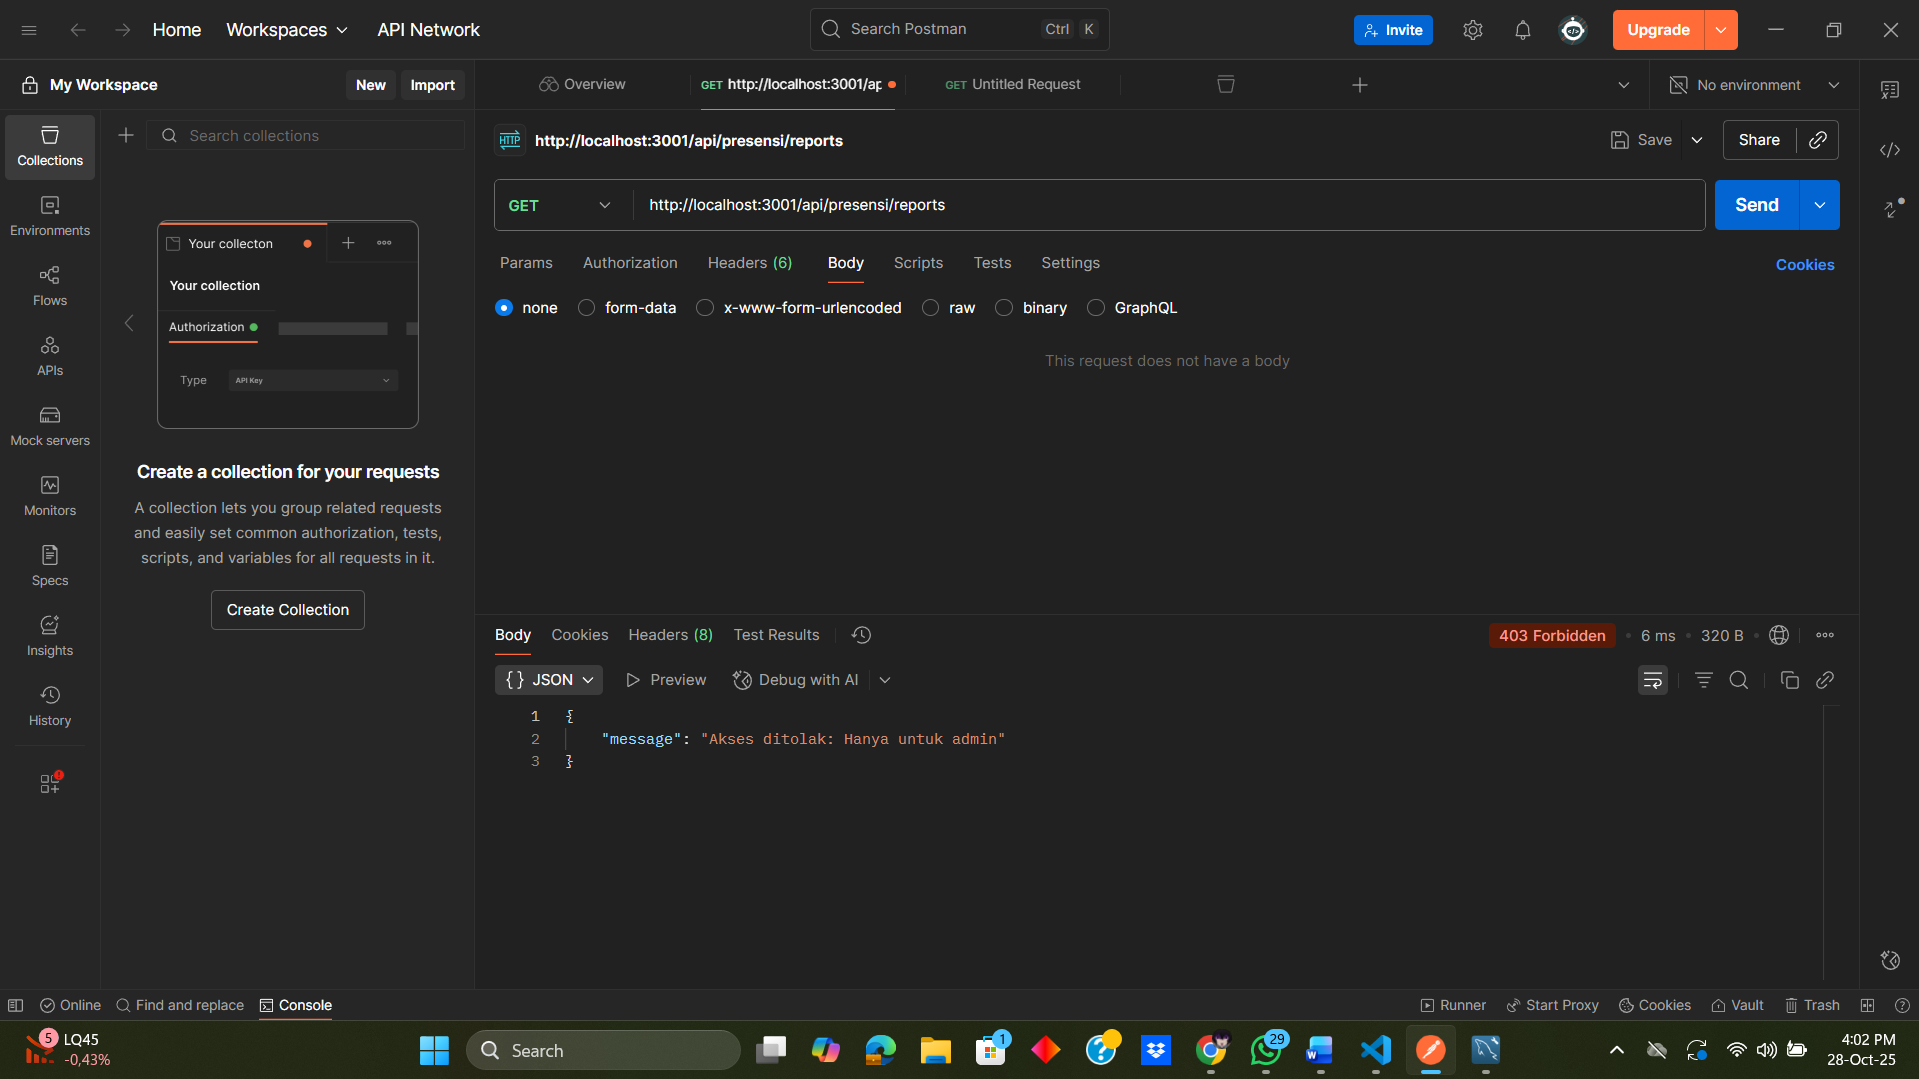 Home
Workspaces
API Network
Search Postman
Ctrl K
Invite
Upgrade
My Workspace
New
Import
Overview
GET http://localhost:3001/ap
GET Untitled Request
No environment
Collections
Environments
Flows
APIs
Mock servers
Monitors
Specs
Insights
History
Search collections
Your collecton
Your collection
Authorization
Type
API Key
Create a collection for your requests
A collection lets you group related requests
and easily set common authorization, tests,
scripts, and variables for all requests in it.
Create Collection
HTTP
http://localhost:3001/api/presensi/reports
Save
Share
GET
http://localhost:3001/api/presensi/reports
Send
Params
Authorization
Headers (6)
Body
Scripts
Tests
Settings
Cookies
none
form-data
x-www-form-urlencoded
raw
binary
GraphQL
This request does not have a body
Body
Cookies
Headers (8)
Test Results
403 Forbidden
6 ms
320 B
{} JSON
Preview
Debug with AI
1 {
2 "message": "Akses ditolak: Hanya untuk admin"
3 }
Online
Find and replace
Console
Runner
Start Proxy
Cookies
Vault
Trash
5
LQ45
-0,43%
Search
1
29
4:02 PM
28-Oct-25